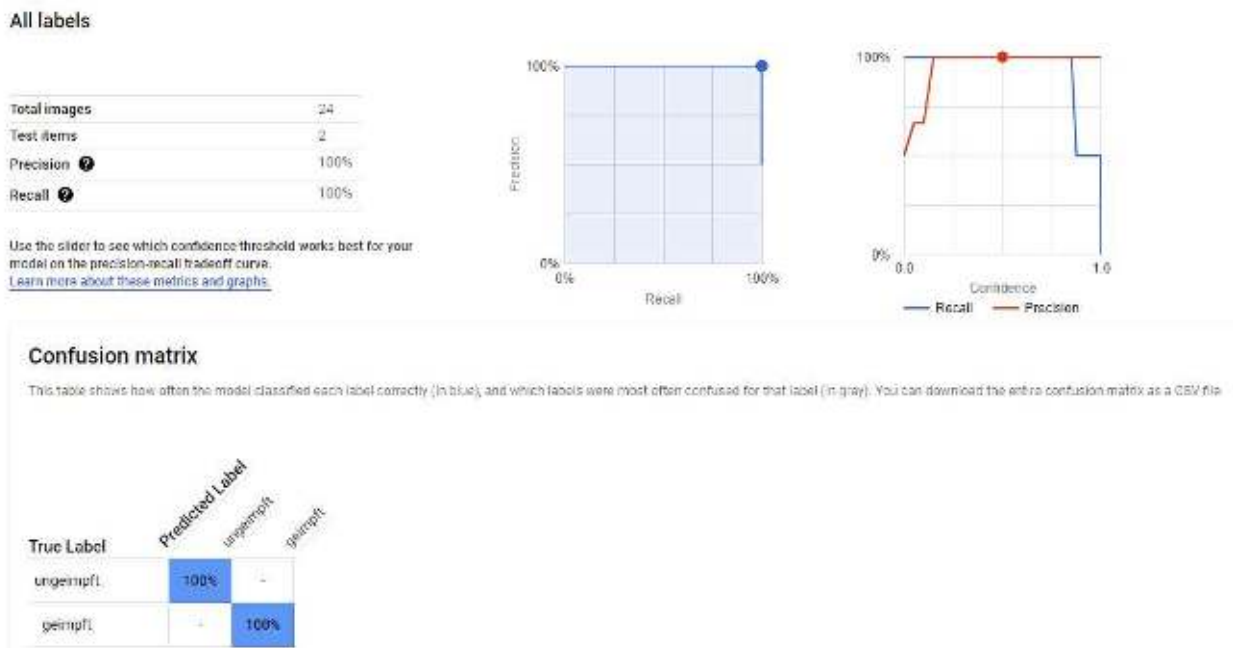 All labels
Total images 24
Test items 2
Precision ? 100%
Recall ? 100%
Use the slider to see which confidence threshold works best for your
model on the precision-recall tradeoff curve.
Learn more about these metrics and graphs.
100%
Precision
0%
0% 100%
Recall
100%
0%
0.0 1.0
Confidence
Recall Precision
Confusion matrix
This table shows how often the model classified each label correctly (in blue), and which labels were most often confused for that label (in gray). You can download the entire confusion matrix as a CSV file
Predicted Label
ungeimpft
geimpft
True Label
ungeimpft 100% -
geimpft - 100%